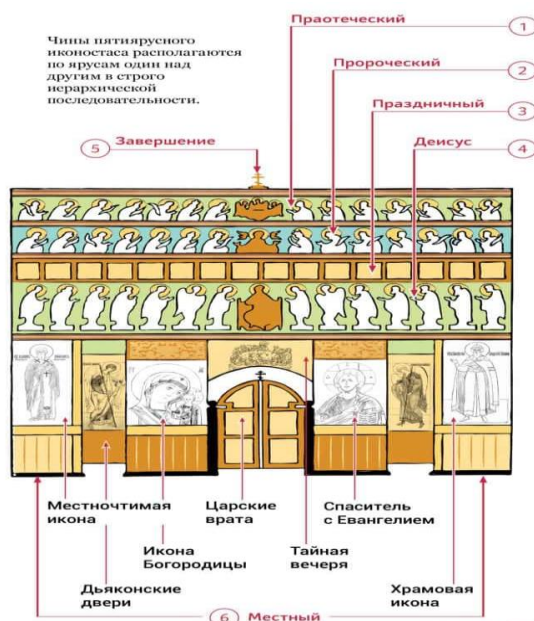 Чины пятиярусного
иконостаса располагаются
по ярусам один над
другим в строго
иерархической
последовательности.
Праотеческий
1
Пророческий
2
Праздничный
3
Деисус
4
5
Завершение
Местночтимая
икона
Царские
врата
Спаситель
с Евангелием
Икона
Богородицы
Тайная
вечеря
Дьяконские
двери
Храмовая
икона
6 Местный